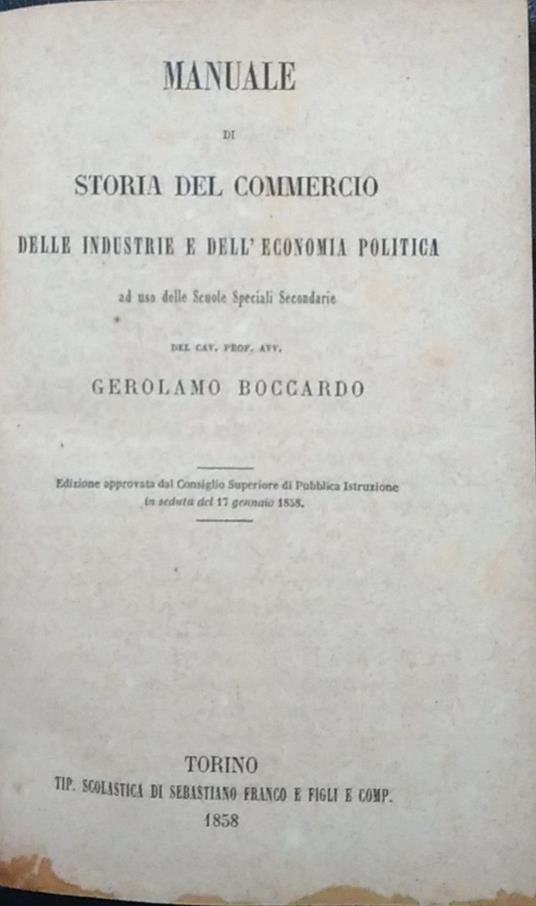 MANUALE
DI
STORIA DEL COMMERCIO
DELLE INDUSTRIE E DELL' ECONOMIA POLITICA
ad uso delle Scuole Speciali Secondarie
DEL CAV. PROF. AVV.
GEROLAMO BOCCARDO
Edizione approvata dal Consiglio Superiore di Pubblica Istruzione
in seduta del 17 gennaio 1858.
TORINO
TIP. SCOLASTICA DI SEBASTIANO FRANCO E FIGLI E COMP.
1858